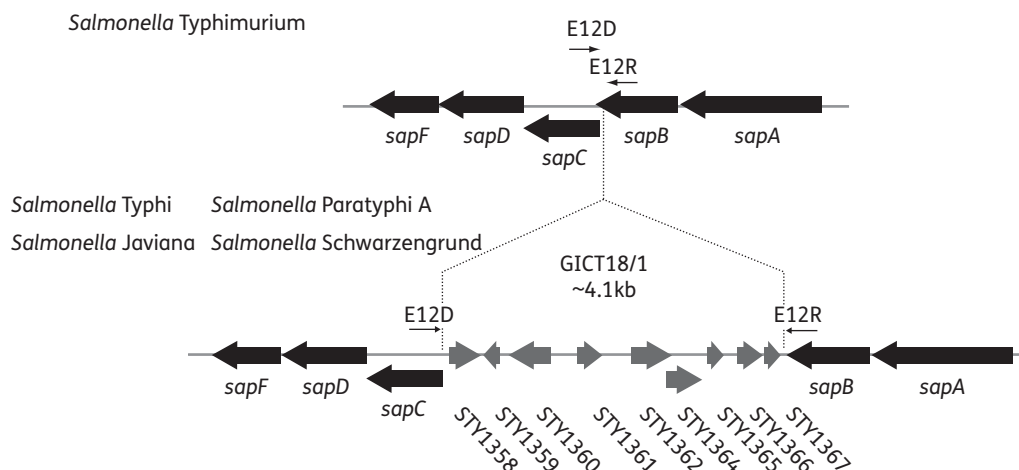 Salmonella Typhimurium
E12D
E12R
sapF sapD sapB sapA
sapC
Salmonella Typhi Salmonella Paratyphi A
Salmonella Javiana Salmonella Schwarzengrund
GICT18/1
~4.1kb
E12D E12R
sapF sapD sapB sapA
sapC
STY1358 STY1359 STY1360 STY1361 STY1362 STY1364 STY1365 STY1366 STY1367